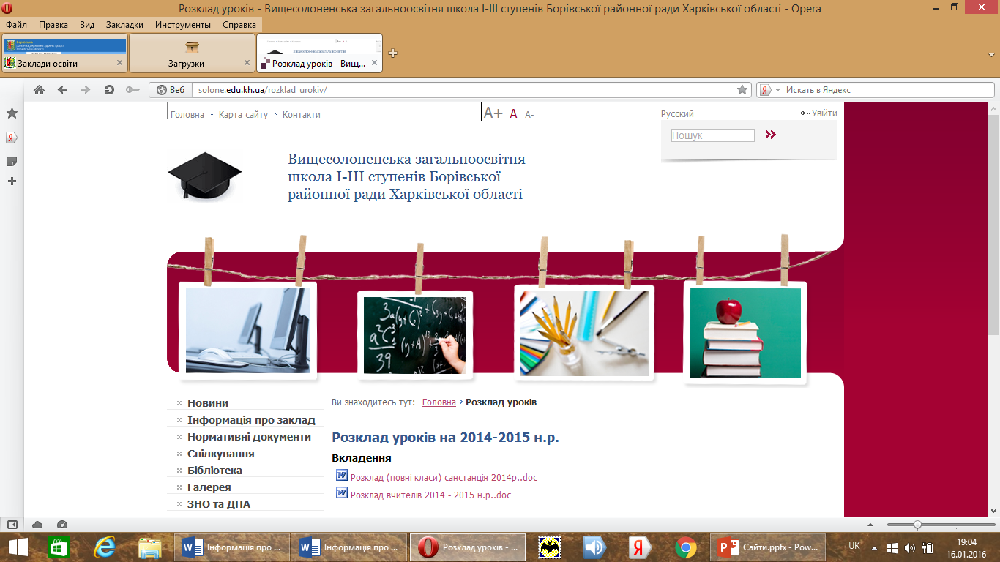 Розклад уроків - Вищесолоненська загальноосвітня школа І-ІІІ ступенів Борівської районної ради Харківської області - Opera
Файл Правка Вид Закладки Инструменты Справка
Заклади освіти
Загрузки
Розклад уроків - Вищ...
Веб
solone.edu.kh.ua/rozklad_urokiv/
Искать в Яндекс
Головна Карта сайту Контакти
A+ A A-
Русский
Увійти
Пошук
Вищесолоненська загальноосвітня
школа І-ІІІ ступенів Борівської
районної ради Харківської області
Новини
Інформація про заклад
Нормативні документи
Спілкування
Бібліотека
Галерея
ЗНО та ДПА
Ви знаходитесь тут: Головна › Розклад уроків
Розклад уроків на 2014-2015 н.р.
Вкладення
Розклад (повні класи) санстанція 2014р..doc
Розклад вчителів 2014 - 2015 н.р..doc
Інформація про ...
Інформація про ...
Розклад уроків - ...
Сайти.pptx - Pow...
UK
19:04
16.01.2016